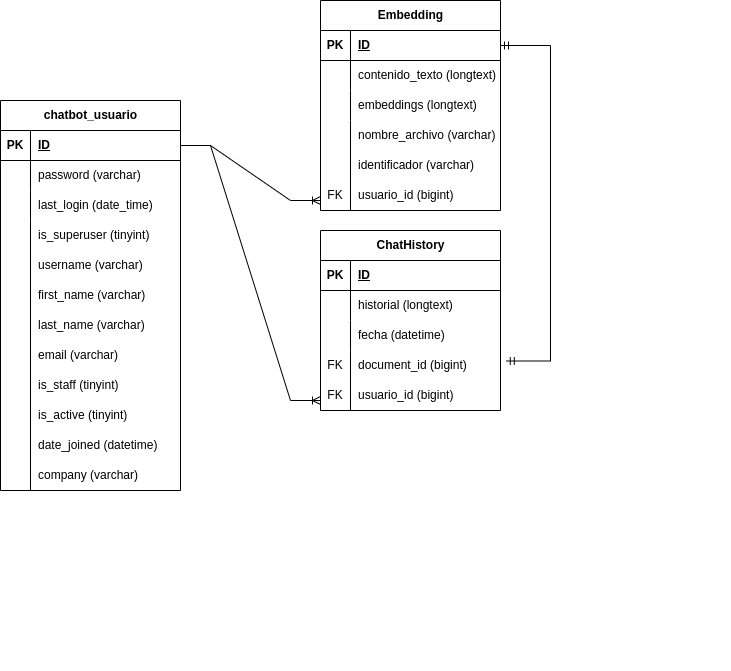 Embedding
PK ID
contenido_texto (longtext)
embeddings (longtext)
nombre_archivo (varchar)
identificador (varchar)
FK usuario_id (bigint)
chatbot_usuario
PK ID
password (varchar)
last_login (date_time)
is_superuser (tinyint)
username (varchar)
first_name (varchar)
last_name (varchar)
email (varchar)
is_staff (tinyint)
is_active (tinyint)
date_joined (datetime)
company (varchar)
ChatHistory
PK ID
historial (longtext)
fecha (datetime)
FK document_id (bigint)
FK usuario_id (bigint)